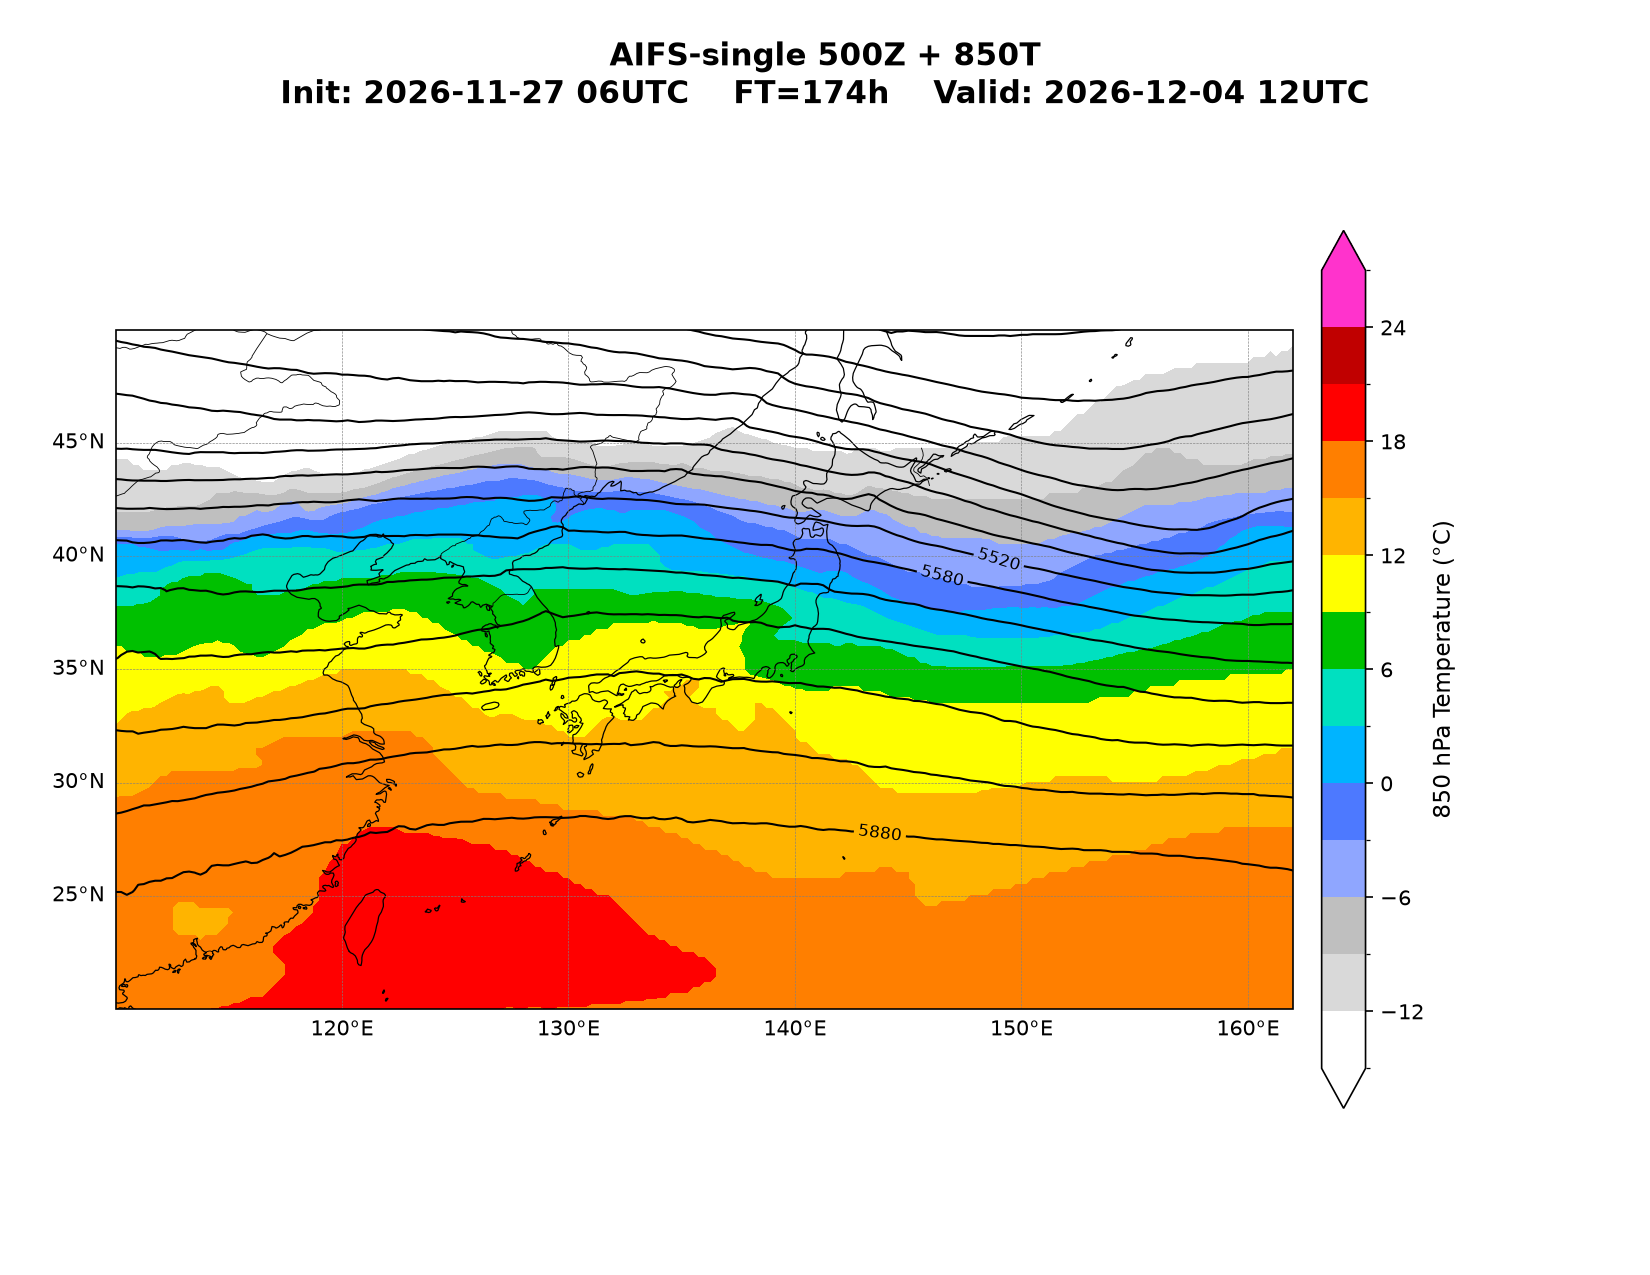 AIFS-single 500Z + 850T
Init: 2026-11-27 06UTC    FT=174h    Valid: 2026-12-04 12UTC
45°N
40°N
35°N
30°N
25°N
120°E
130°E
140°E
150°E
160°E
5520
5580
5880
24
18
12
6
0
−6
−12
850 hPa Temperature (°C)